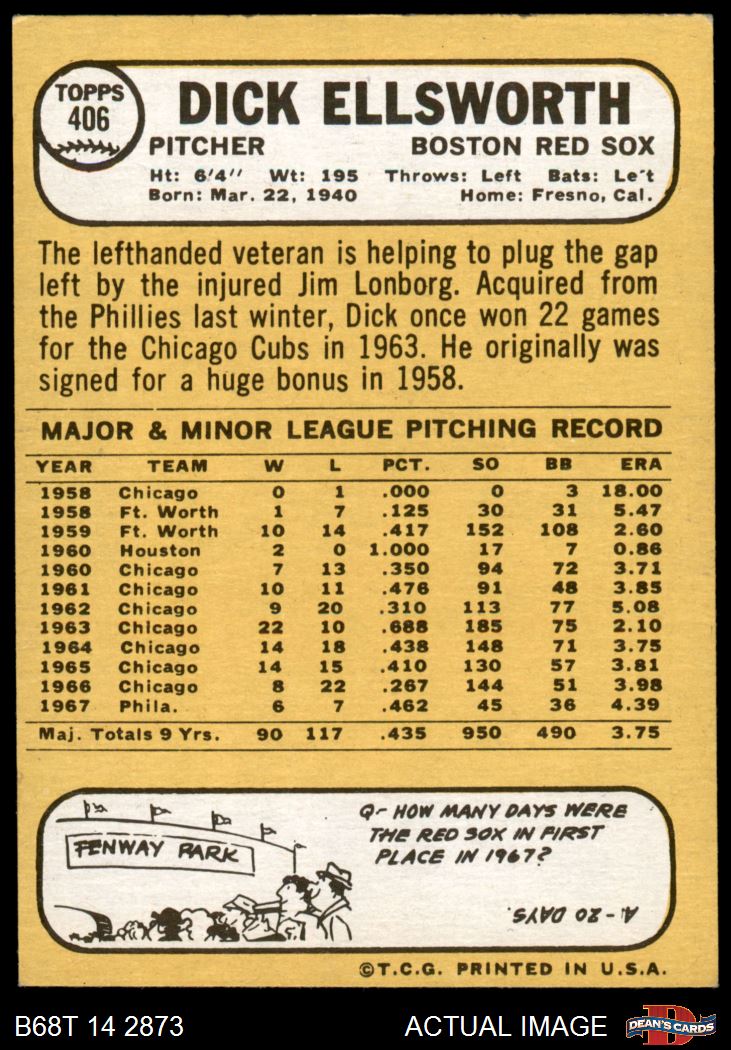 TOPPS
406
DICK ELLSWORTH
PITCHER BOSTON RED SOX
Ht: 6'4" Wt: 195 Throws: Left Bats: Le't
Born: Mar. 22, 1940 Home: Fresno, Cal.
The lefthanded veteran is helping to plug the gap
left by the injured Jim Lonborg. Acquired from
the Phillies last winter, Dick once won 22 games
for the Chicago Cubs in 1963. He originally was
signed for a huge bonus in 1958.
MAJOR & MINOR LEAGUE PITCHING RECORD
YEAR TEAM W L PCT. SO BB ERA
1958 Chicago 0 1 .000 0 3 18.00
1958 Ft. Worth 1 7 .125 30 31 5.47
1959 Ft. Worth 10 14 .417 152 108 2.60
1960 Houston 2 0 1.000 17 7 0.86
1960 Chicago 7 13 .350 94 72 3.71
1961 Chicago 10 11 .476 91 48 3.85
1962 Chicago 9 20 .310 113 77 5.08
1963 Chicago 22 10 .688 185 75 2.10
1964 Chicago 14 18 .438 148 71 3.75
1965 Chicago 14 15 .410 130 57 3.81
1966 Chicago 8 22 .267 144 51 3.98
1967 Phila. 6 7 .462 45 36 4.39
Maj. Totals 9 Yrs. 90 117 .435 950 490 3.75
FENWAY PARK
Q- HOW MANY DAYS WERE
THE RED SOX IN FIRST
PLACE IN 1967?
A- 20 DAYS.
©T.C.G. PRINTED IN U.S.A.
B68T 14 2873 ACTUAL IMAGE D DEAN'S CARDS